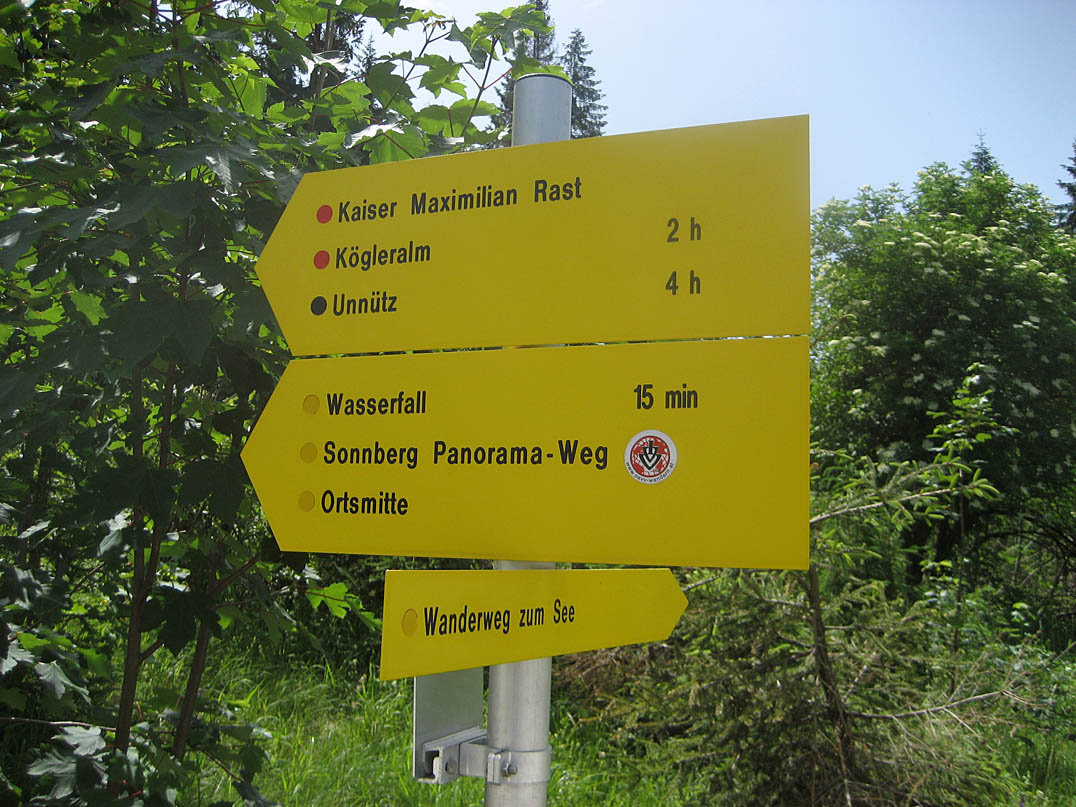 Kaiser Maximilian Rast
Kögleralm 2 h
Unnütz 4 h
Wasserfall 15 min
Sonnberg Panorama-Weg
Ortsmitte
Wanderweg zum See